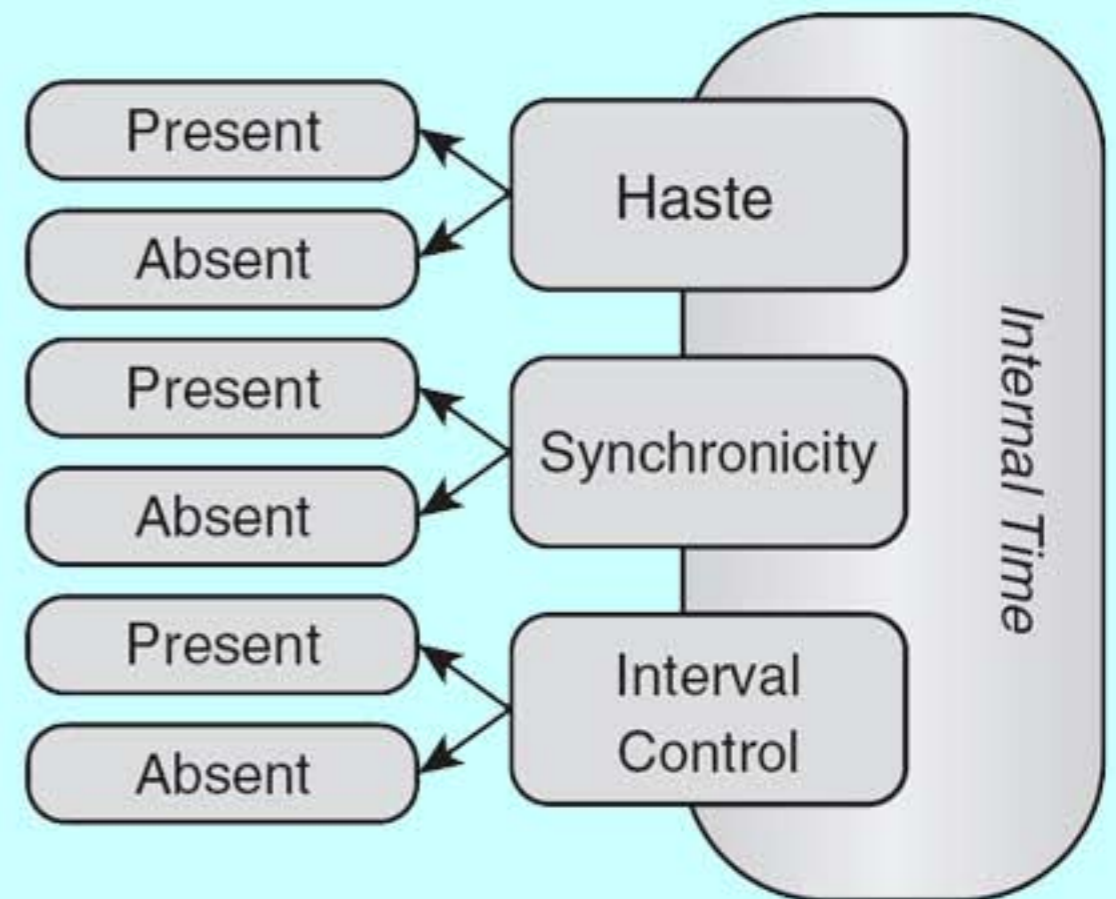 Present
Absent
Haste
Present
Absent
Synchronicity
Present
Absent
Interval
Control
Internal Time